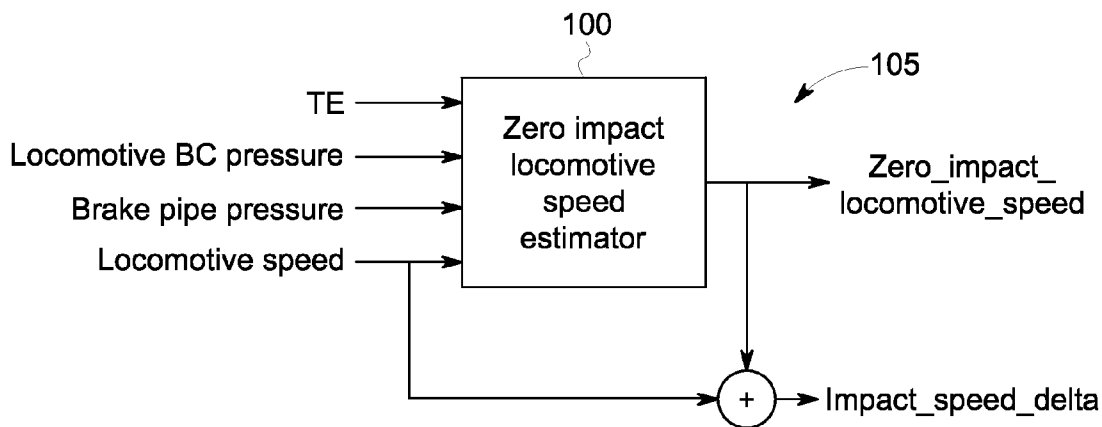 100
105
TE
Locomotive BC pressure
Brake pipe pressure
Locomotive speed
Zero impact
locomotive
speed
estimator
Zero_impact_
locomotive_speed
+
Impact_speed_delta